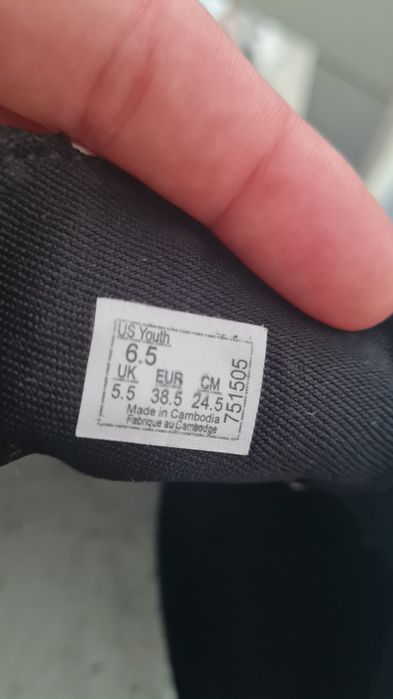 US Youth
6.5
UK EUR CM
5.5 38.5 24.5
Made in Cambodia
Fabriqué au Cambodge
751505